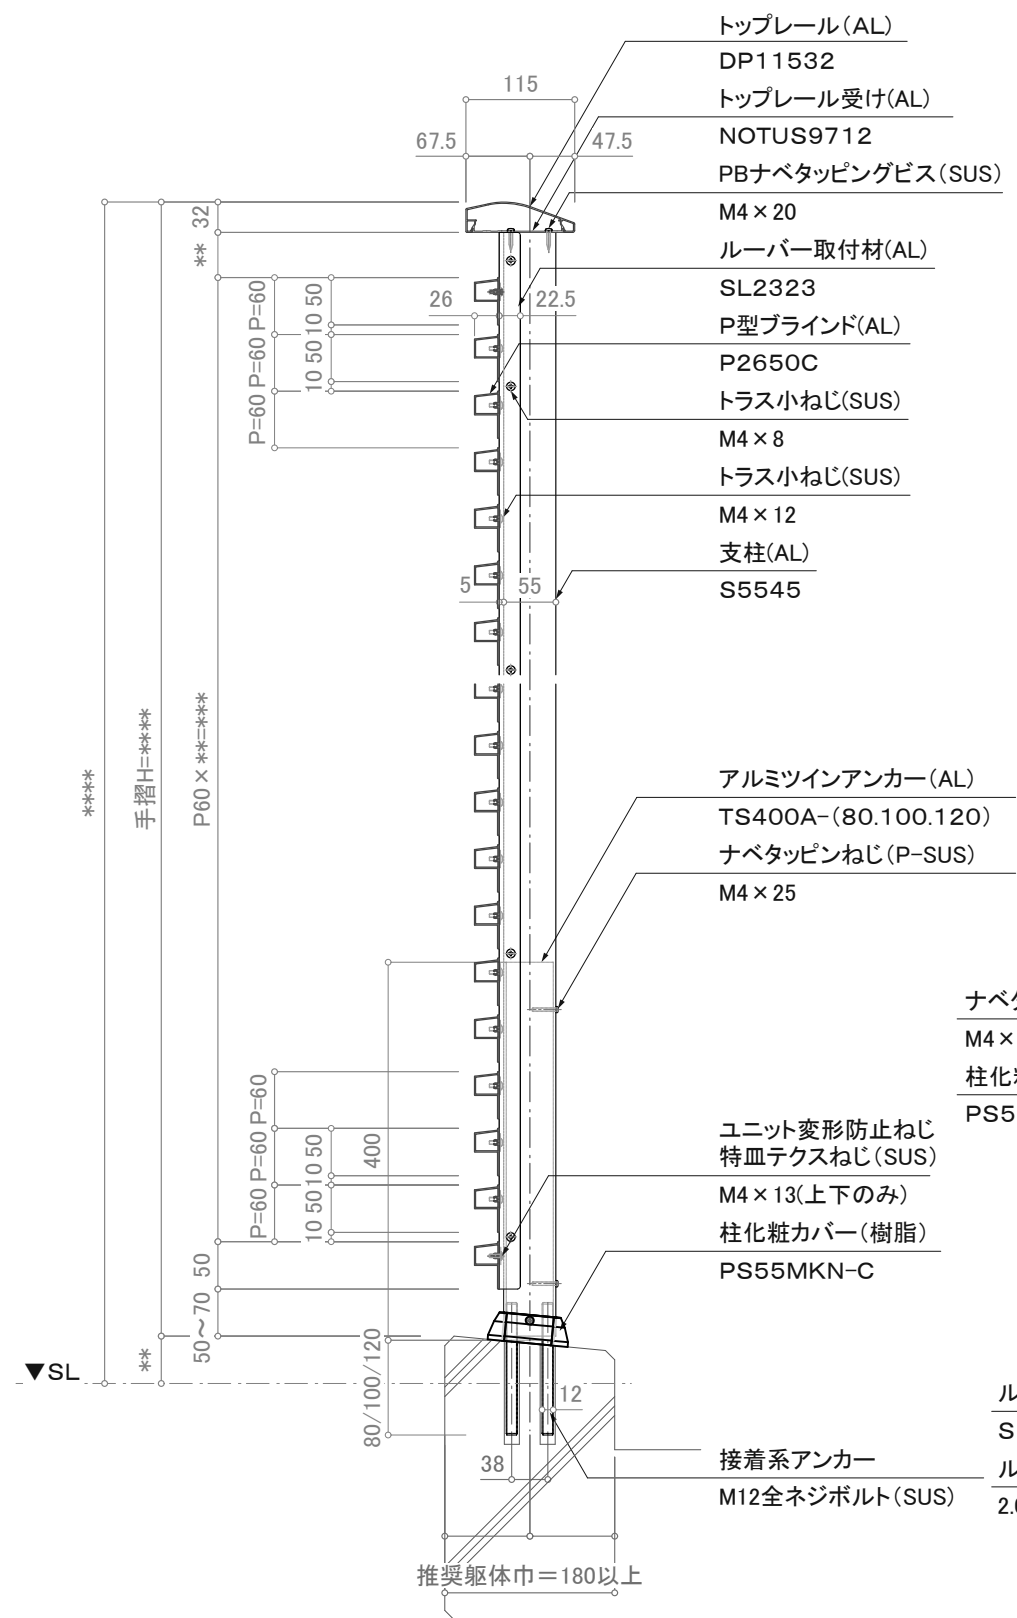 トップレール(AL)
DP11532
トップレール受け(AL)
NOTUS9712
PBナベタッピングビス(SUS)
M4×20
ルーバー取付材(AL)
SL2323
P型ブラインド(AL)
P2650C
トラス小ねじ(SUS)
M4×8
トラス小ねじ(SUS)
M4×12
支柱(AL)
S5545
115
67.5
47.5
32
**
P=60
P=60
P=60
10 50
10 50
26
22.5
5
55
****
手摺H=****
P60×**=***
アルミツインアンカー(AL)
TS400A-(80.100.120)
ナベタッピンねじ(P-SUS)
M4×25
ナベ
M4×
柱化
PS5
400
P=60
P=60
P=60
10 50
10 50
ユニット変形防止ねじ
特皿テクスねじ(SUS)
M4×13(上下のみ)
柱化粧カバー(樹脂)
PS55MKN-C
50
50～70
**
▼SL
80/100/120
12
38
接着系アンカー
M12全ネジボルト(SUS)
ル
S
ル
2.
推奨躯体巾=180以上